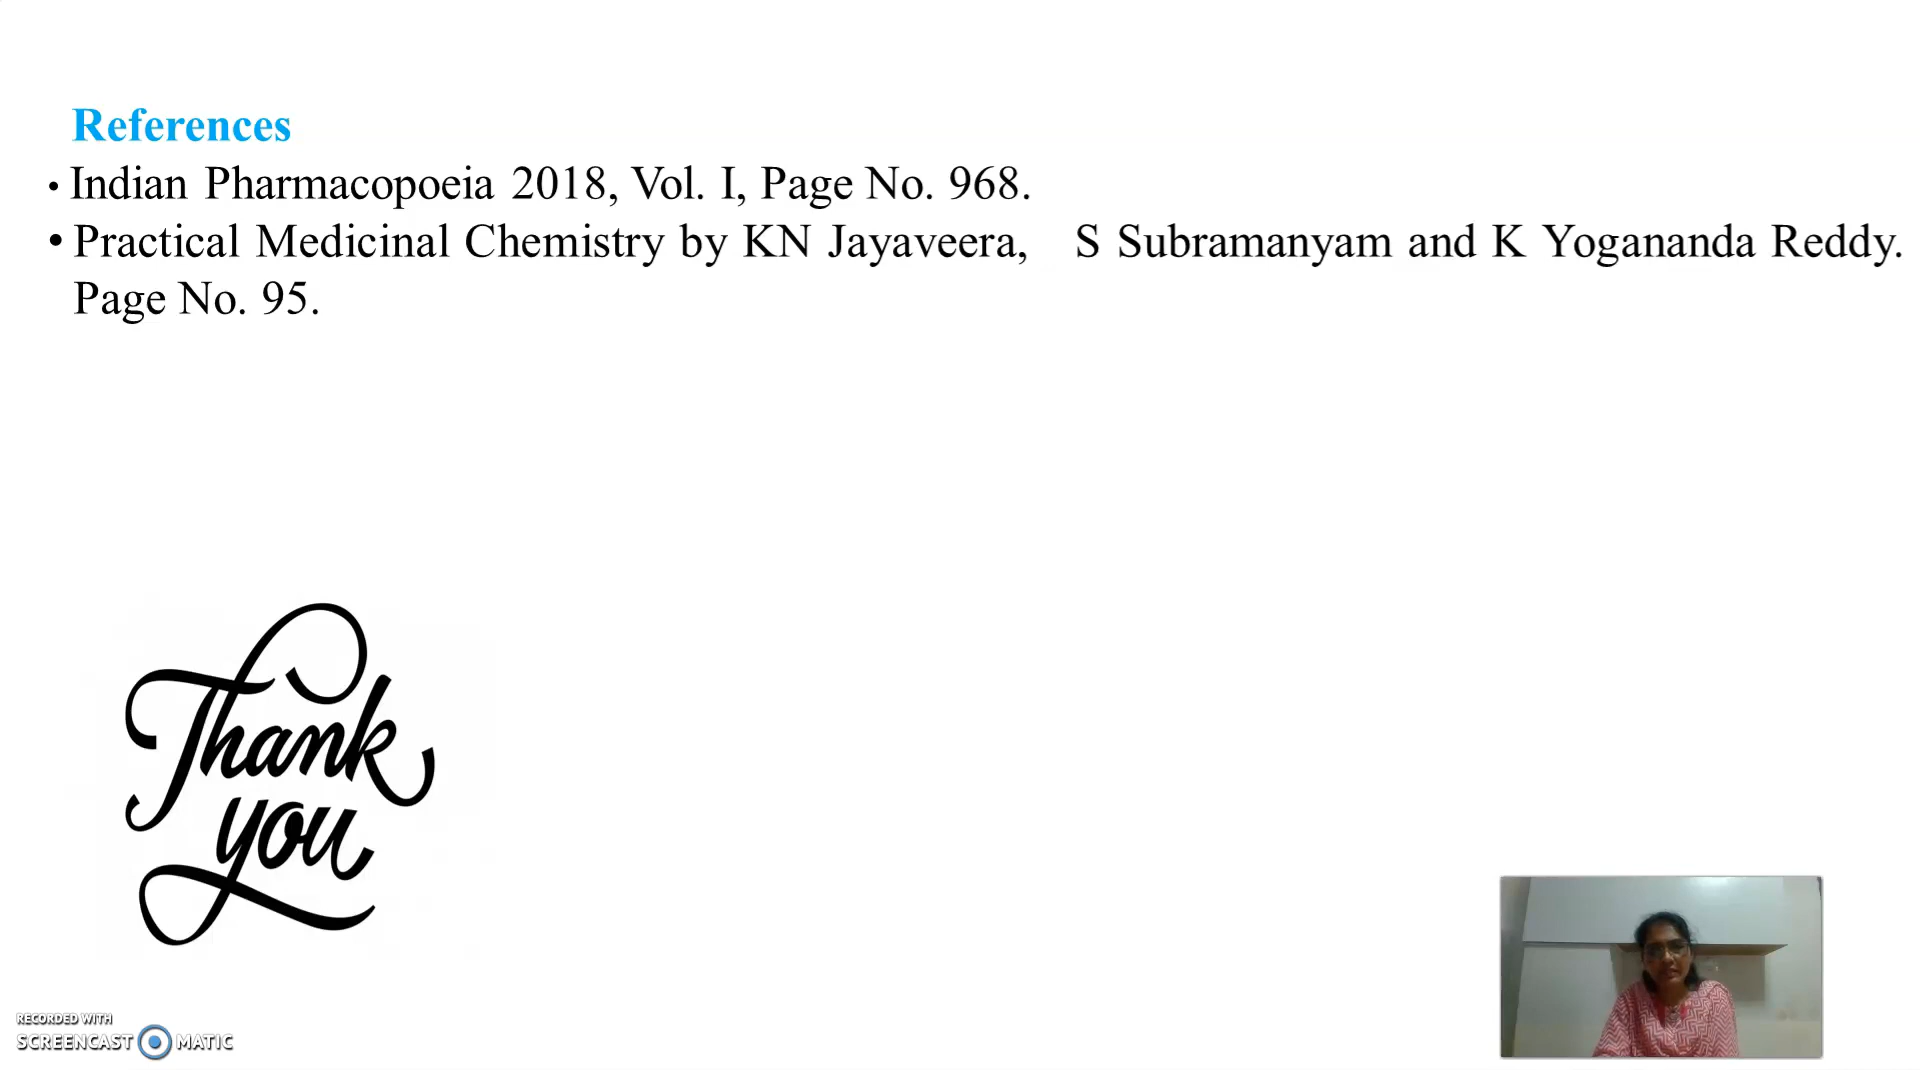 References
• Indian Pharmacopoeia 2018, Vol. I, Page No. 968.
• Practical Medicinal Chemistry by KN Jayaveera, S Subramanyam and K Yogananda Reddy.
Page No. 95.
Thank
you
RECORDED WITH
SCREENCAST MATIC